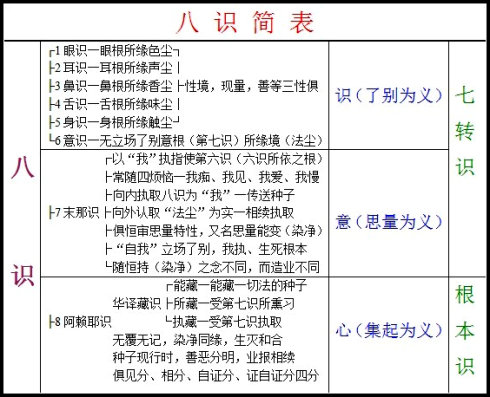 八识简表
八识
1 眼识—眼根所缘色尘
2 耳识—耳根所缘声尘
3 鼻识—鼻根所缘香尘 性境，现量，善等三性俱
4 舌识—舌根所缘味尘
5 身识—身根所缘触尘
6 意识—无立场了别意根（第七识）所缘境（法尘）
识（了别为义）
七转识
以“我”执指使第六识（六识所依之根）
常随四烦恼—我痴、我见、我爱、我慢
向内执取八识为“我”—传送种子
7 末那识 向外认取“法尘”为实—相续执取
俱恒审思量特性，又名思量能变（染净）
“自我”立场了别，我执、生死根本
随恒持（染净）之念不同，而造业不同
意（思量为义）
能藏—能藏一切法的种子
华译藏识 所藏—受第七识所熏习
8 阿赖耶识 执藏—受第七识执取
无覆无记，染净同缘，生灭和合
种子现行时，善恶分明，业报相续
俱见分、相分、自证分、证自证分四分
心（集起为义）
根本识